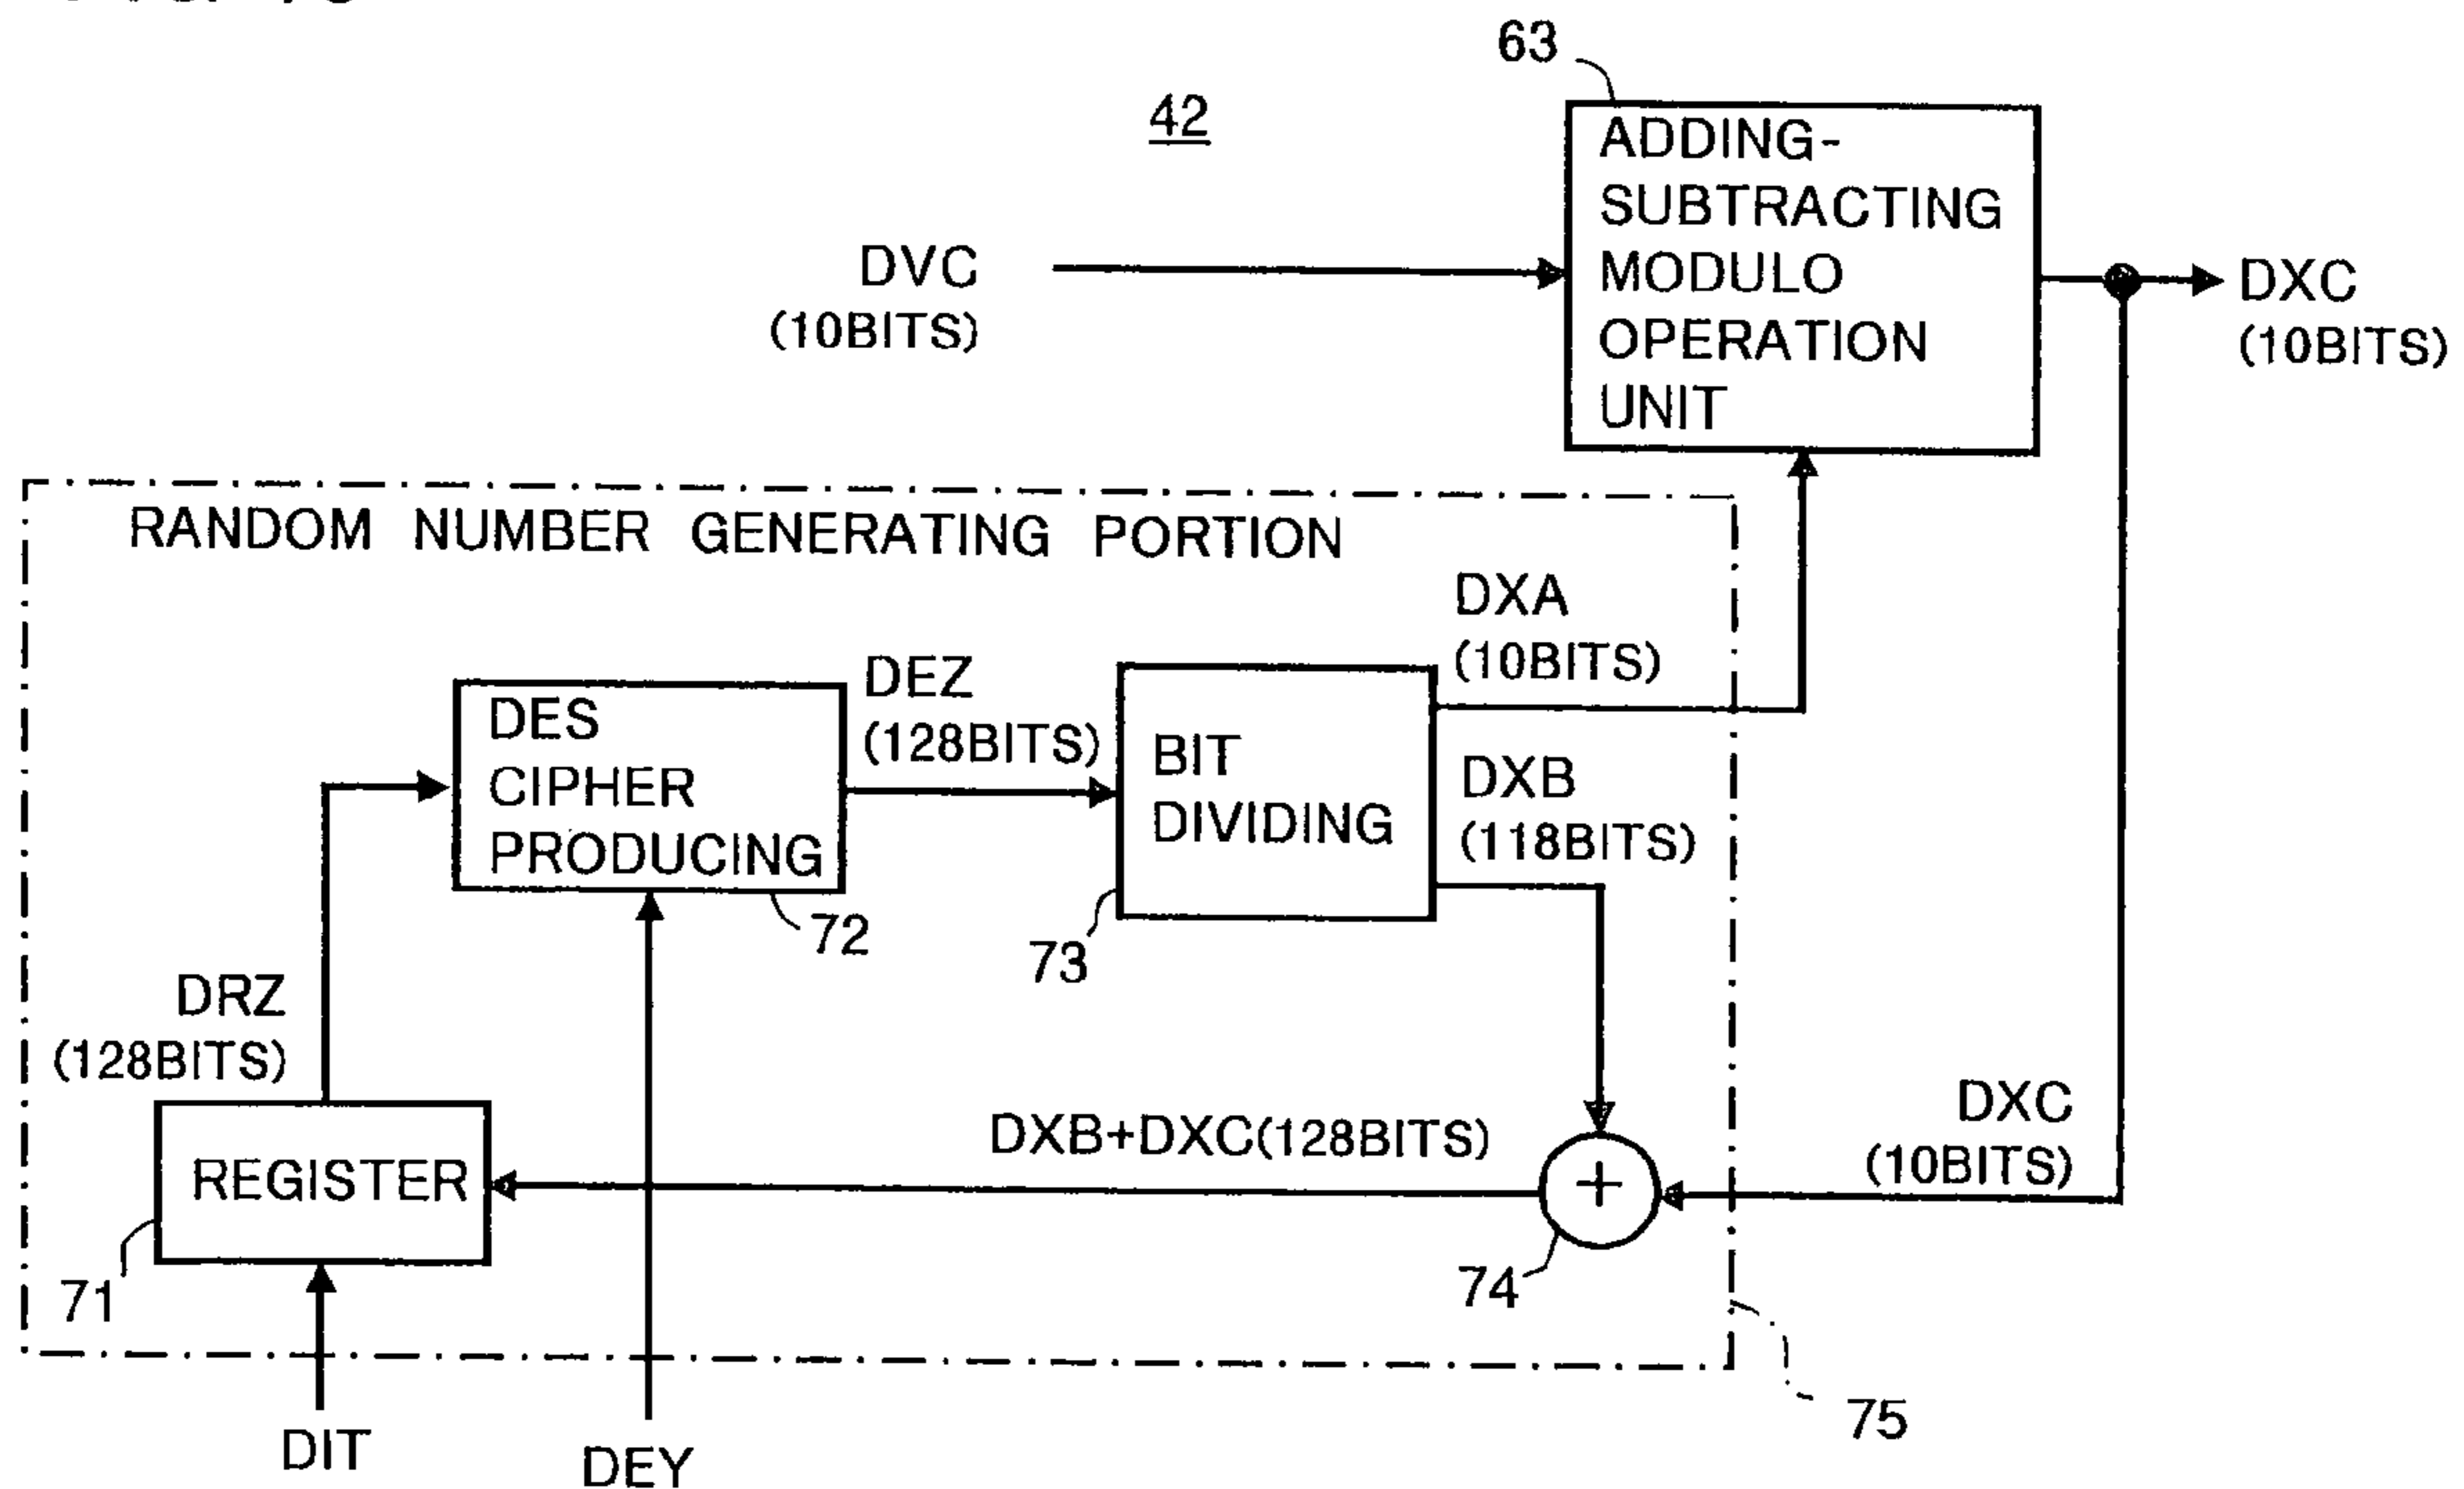 63
42
ADDING-
SUBTRACTING
MODULO
OPERATION
UNIT
DVC
(10BITS)
DXC
(10BITS)
RANDOM NUMBER GENERATING PORTION
DXA
(10BITS)
DES
CIPHER
PRODUCING
DEZ
(128BITS)
BIT
DIVIDING
DXB
(118BITS)
72
73
DRZ
(128BITS)
DXB+DXC(128BITS)
DXC
(10BITS)
REGISTER
+
71
74
75
DIT
DEY